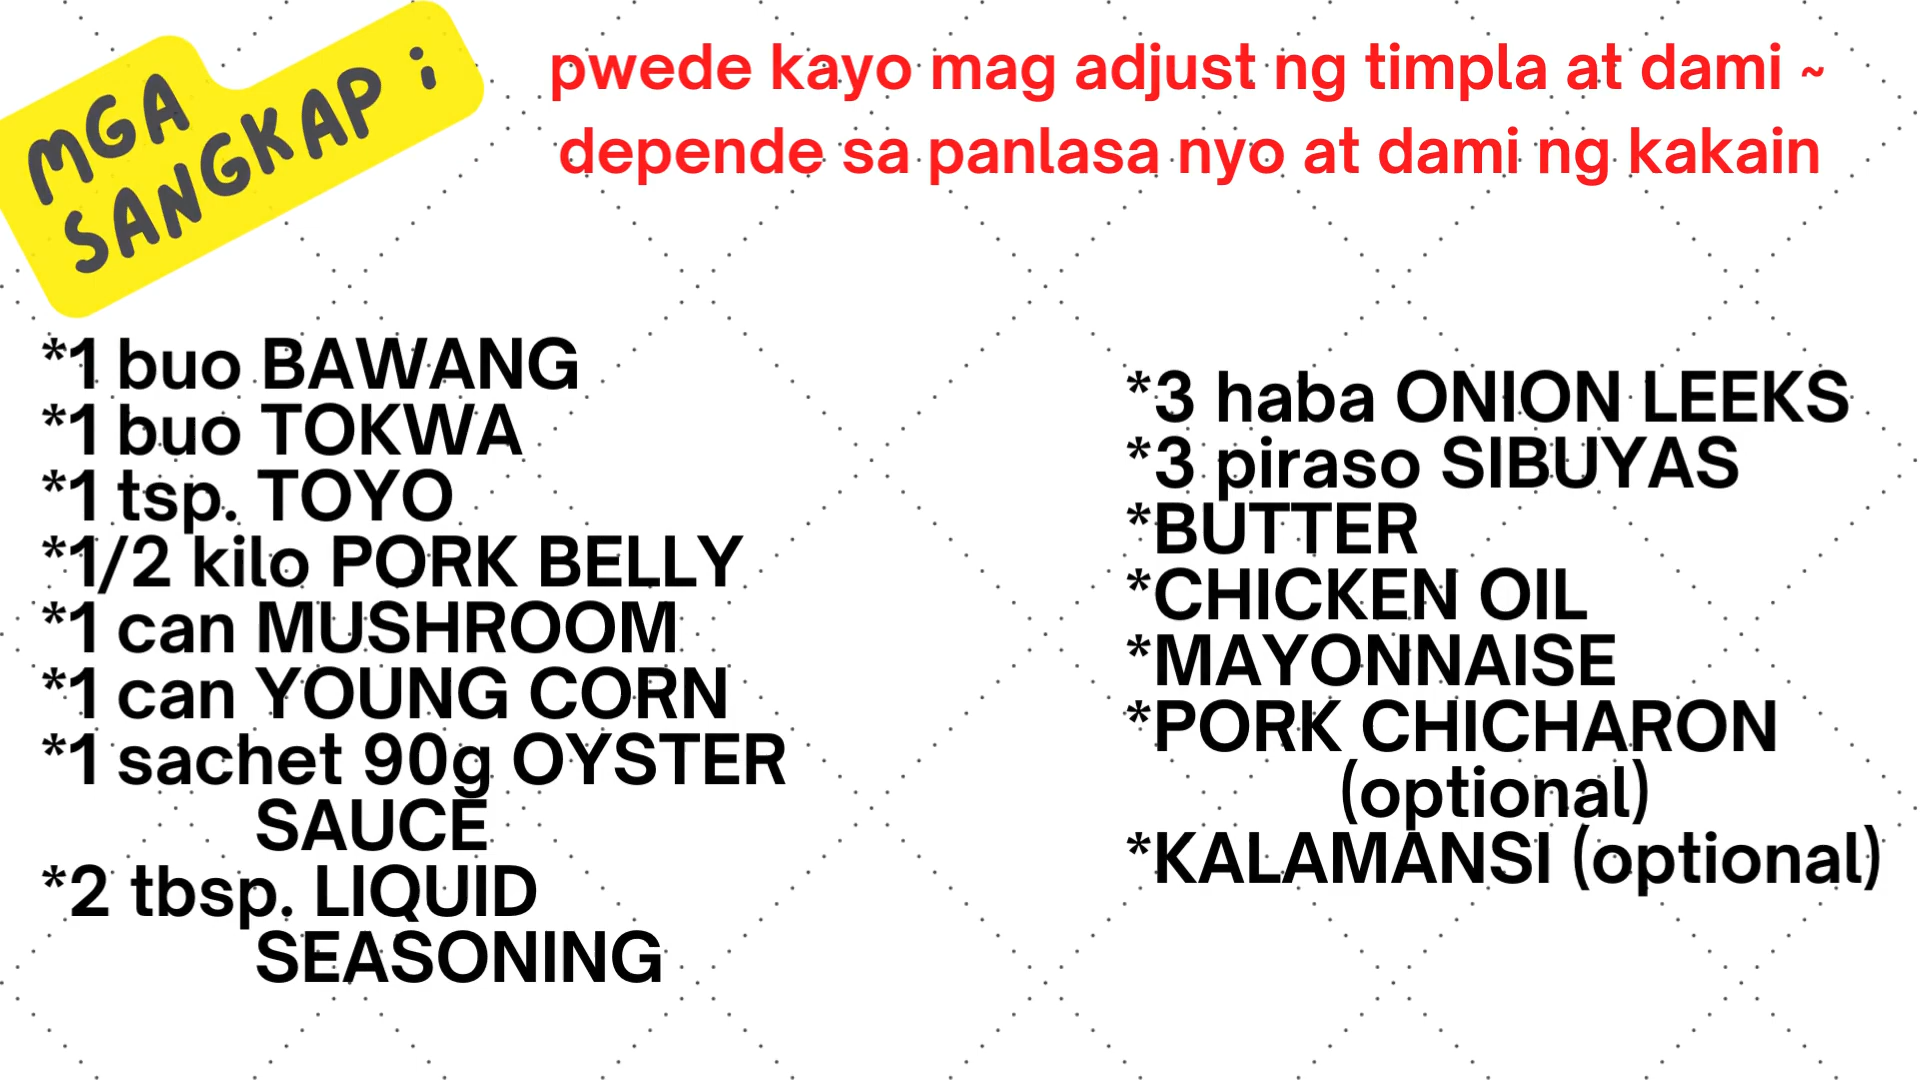 MGA
SANGKAP ;
pwede kayo mag adjust ng timpla at dami ~
depende sa panlasa nyo at dami ng kakain
*1 buo BAWANG
*1 buo TOKWA
*1 tsp. TOYO
*1/2 kilo PORK BELLY
*1 can MUSHROOM
*1 can YOUNG CORN
*1 sachet 90g OYSTER
SAUCE
*2 tbsp. LIQUID
SEASONING
*3 haba ONION LEEKS
*3 piraso SIBUYAS
*BUTTER
*CHICKEN OIL
*MAYONNAISE
*PORK CHICHARON
(optional)
*KALAMANSI (optional)